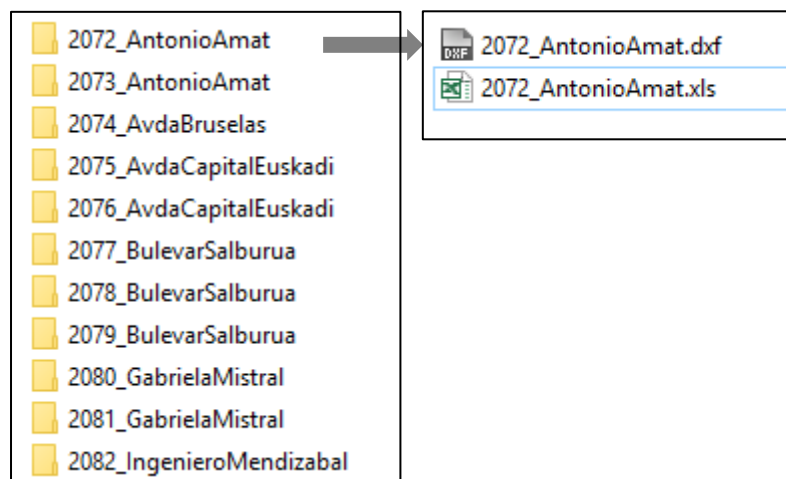 2072_AntonioAmat
2073_AntonioAmat
2074_AvdaBruselas
2075_AvdaCapitalEuskadi
2076_AvdaCapitalEuskadi
2077_BulevarSalburua
2078_BulevarSalburua
2079_BulevarSalburua
2080_GabrielaMistral
2081_GabrielaMistral
2082_IngenieroMendizabal
DXF 2072_AntonioAmat.dxf
2072_AntonioAmat.xls